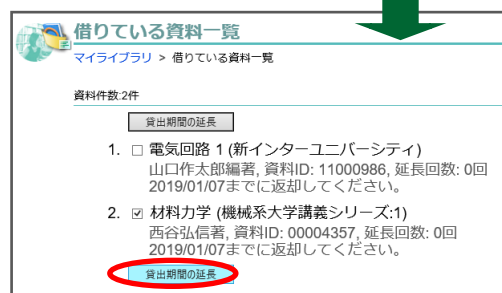 借りている資料一覧
マイライブラリ > 借りている資料一覧
資料件数:2件
貸出期間の延長
1. 電気回路 1 (新インターユニバーシティ)
山口作太郎編著, 資料ID: 11000986, 延長回数: 0回
2019/01/07までに返却してください。
2. 材料力学 (機械系大学講義シリーズ:1)
西谷弘信著, 資料ID: 00004357, 延長回数: 0回
2019/01/07までに返却してください。
貸出期間の延長